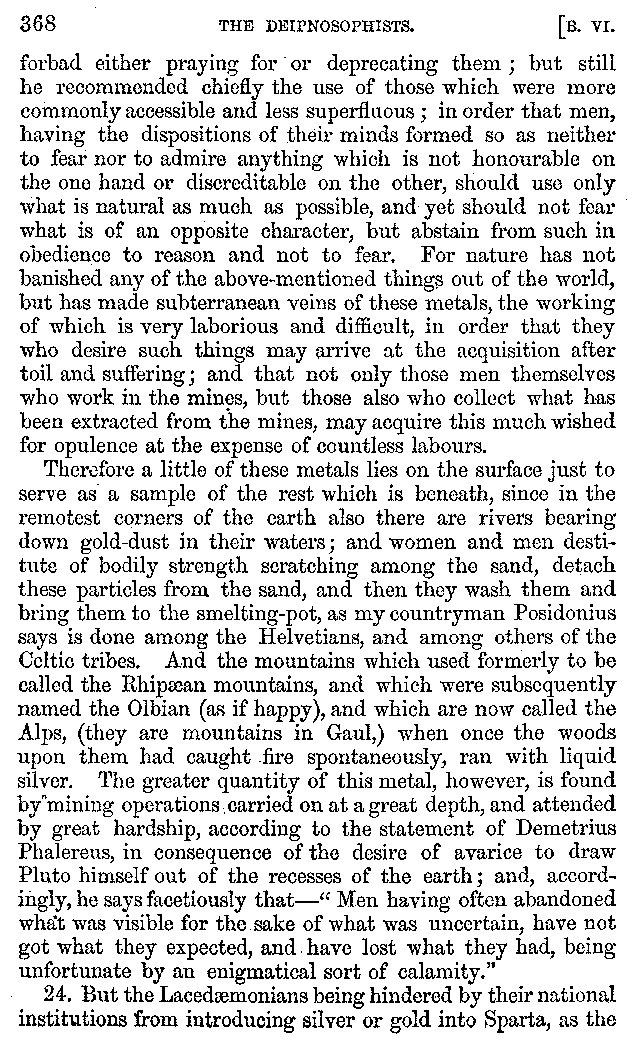 368 THE DEIPNOSOPHISTS. [B. VI.
forbad either praying for or deprecating them ; but still
he recommended chiefly the use of those which were more
commonly accessible and less superfluous ; in order that men,
having the dispositions of their minds formed so as neither
to fear nor to admire anything which is not honourable on
the one hand or discreditable on the other, should use only
what is natural as much as possible, and yet should not fear
what is of an opposite character, but abstain from such in
obedience to reason and not to fear. For nature has not
banished any of the above-mentioned things out of the world,
but has made subterranean veins of these metals, the working
of which is very laborious and difficult, in order that they
who desire such things may arrive at the acquisition after
toil and suffering; and that not only those men themselves
who work in the mines, but those also who collect what has
been extracted from the mines, may acquire this much wished
for opulence at the expense of countless labours.
Therefore a little of these metals lies on the surface just to
serve as a sample of the rest which is beneath, since in the
remotest corners of the earth also there are rivers bearing
down gold-dust in their waters; and women and men desti-
tute of bodily strength scratching among the sand, detach
these particles from the sand, and then they wash them and
bring them to the smelting-pot, as my countryman Posidonius
says is done among the Helvetians, and among others of the
Celtic tribes. And the mountains which used formerly to be
called the Rhipæan mountains, and which were subsequently
named the Olbian (as if happy), and which are now called the
Alps, (they are mountains in Gaul,) when once the woods
upon them had caught fire spontaneously, ran with liquid
silver. The greater quantity of this metal, however, is found
by mining operations carried on at a great depth, and attended
by great hardship, according to the statement of Demetrius
Phalereus, in consequence of the desire of avarice to draw
Pluto himself out of the recesses of the earth; and, accord-
ingly, he says facetiously that—“ Men having often abandoned
what was visible for the sake of what was uncertain, have not
got what they expected, and have lost what they had, being
unfortunate by an enigmatical sort of calamity."
24. But the Lacedæmonians being hindered by their national
institutions from introducing silver or gold into Sparta, as the